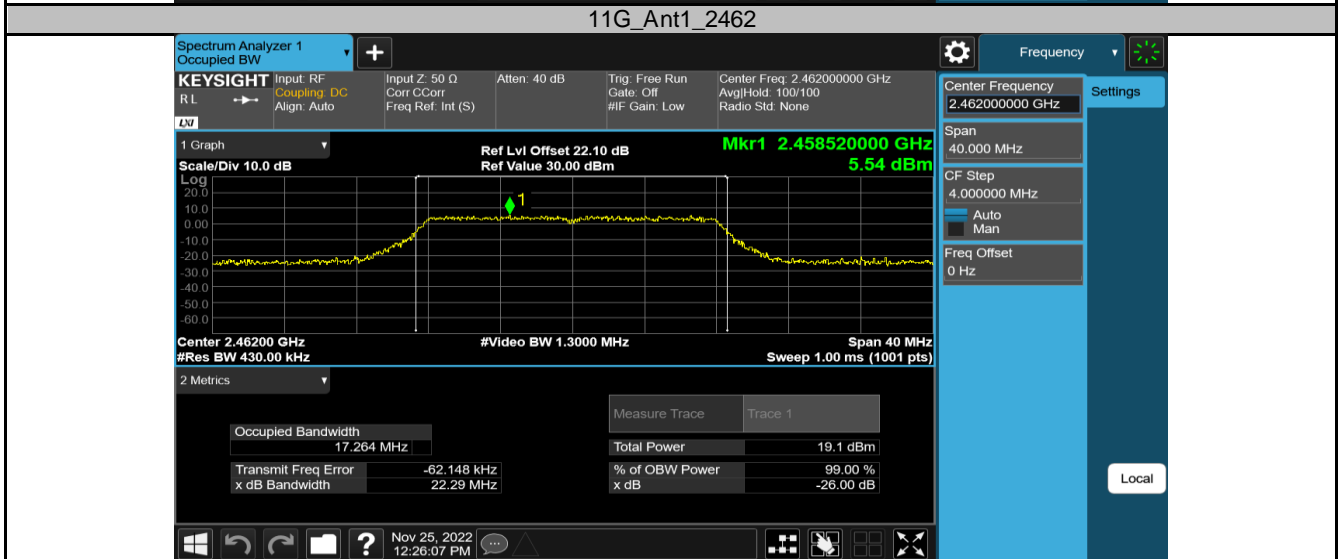 11G_Ant1_2462
Spectrum Analyzer 1
Occupied BW
+
Frequency
KEYSIGHT
RL
LXI
Input: RF
Coupling: DC
Align: Auto
Input Z: 50 Ω
Corr CCorr
Freq Ref: Int (S)
Atten: 40 dB
Trig: Free Run
Gate: Off
#IF Gain: Low
Center Freq: 2.462000000 GHz
Avg|Hold: 100/100
Radio Std: None
Center Frequency
2.462000000 GHz
Settings
Span
40.000 MHz
CF Step
4.000000 MHz
Auto
Man
Freq Offset
0 Hz
Local
1 Graph
Scale/Div 10.0 dB
Ref Lvl Offset 22.10 dB
Ref Value 30.00 dBm
Mkr1 2.458520000 GHz
5.54 dBm
Log
20.0
10.0
0.00
-10.0
-20.0
-30.0
-40.0
-50.0
-60.0
1
Center 2.46200 GHz
#Video BW 1.3000 MHz
Span 40 MHz
#Res BW 430.00 kHz
Sweep 1.00 ms (1001 pts)
2 Metrics
Measure Trace Trace 1
Occupied Bandwidth
17.264 MHz
Total Power 19.1 dBm
Transmit Freq Error -62.148 kHz
% of OBW Power 99.00 %
x dB Bandwidth 22.29 MHz
x dB -26.00 dB
?
Nov 25, 2022
12:26:07 PM